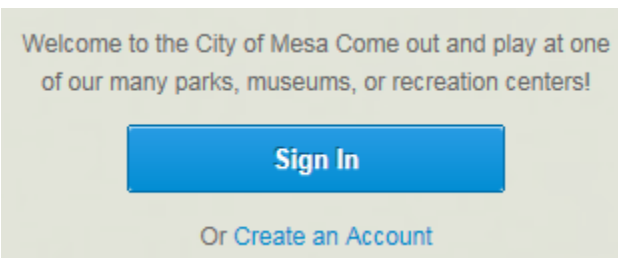 Welcome to the City of Mesa Come out and play at one
of our many parks, museums, or recreation centers!
Sign In
Or Create an Account